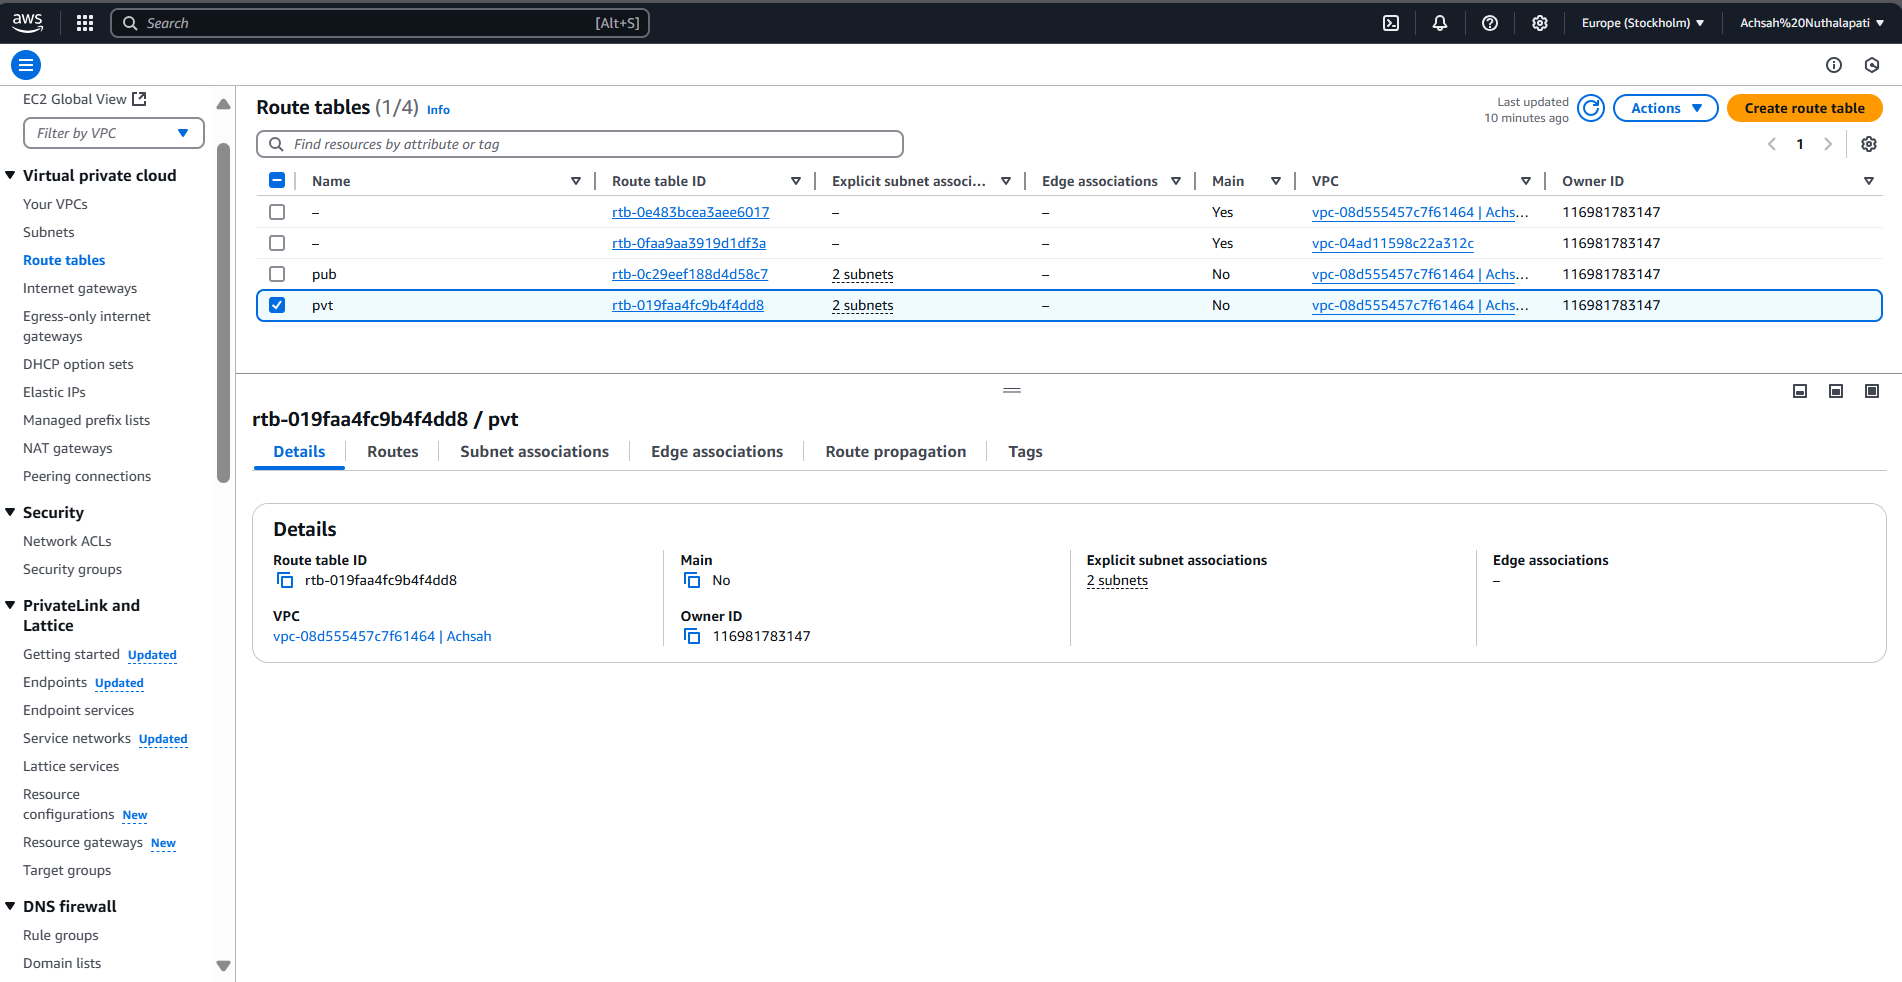 aws
Search [Alt+S]
Europe (Stockholm)
Achsah%20Nuthalapati
EC2 Global View
Filter by VPC
Virtual private cloud
Your VPCs
Subnets
Route tables
Internet gateways
Egress-only internet
gateways
DHCP option sets
Elastic IPs
Managed prefix lists
NAT gateways
Peering connections
Security
Network ACLs
Security groups
PrivateLink and
Lattice
Getting started Updated
Endpoints Updated
Endpoint services
Service networks Updated
Lattice services
Resource
configurations New
Resource gateways New
Target groups
DNS firewall
Rule groups
Domain lists
Route tables (1/4) Info
Last updated
10 minutes ago
Actions
Create route table
Find resources by attribute or tag
1
Name Route table ID Explicit subnet associ... Edge associations Main VPC Owner ID
– rtb-0e483bcea3aee6017 – – Yes vpc-08d555457c7f61464 | Achs... 116981783147
– rtb-0faa9aa3919d1df3a – – Yes vpc-04ad11598c22a312c 116981783147
pub rtb-0c29eef188d4d58c7 2 subnets – No vpc-08d555457c7f61464 | Achs... 116981783147
pvt rtb-019faa4fc9b4f4dd8 2 subnets – No vpc-08d555457c7f61464 | Achs... 116981783147
rtb-019faa4fc9b4f4dd8 / pvt
Details Routes Subnet associations Edge associations Route propagation Tags
Details
Route table ID
rtb-019faa4fc9b4f4dd8
VPC
vpc-08d555457c7f61464 | Achsah
Main
No
Owner ID
116981783147
Explicit subnet associations
2 subnets
Edge associations
–